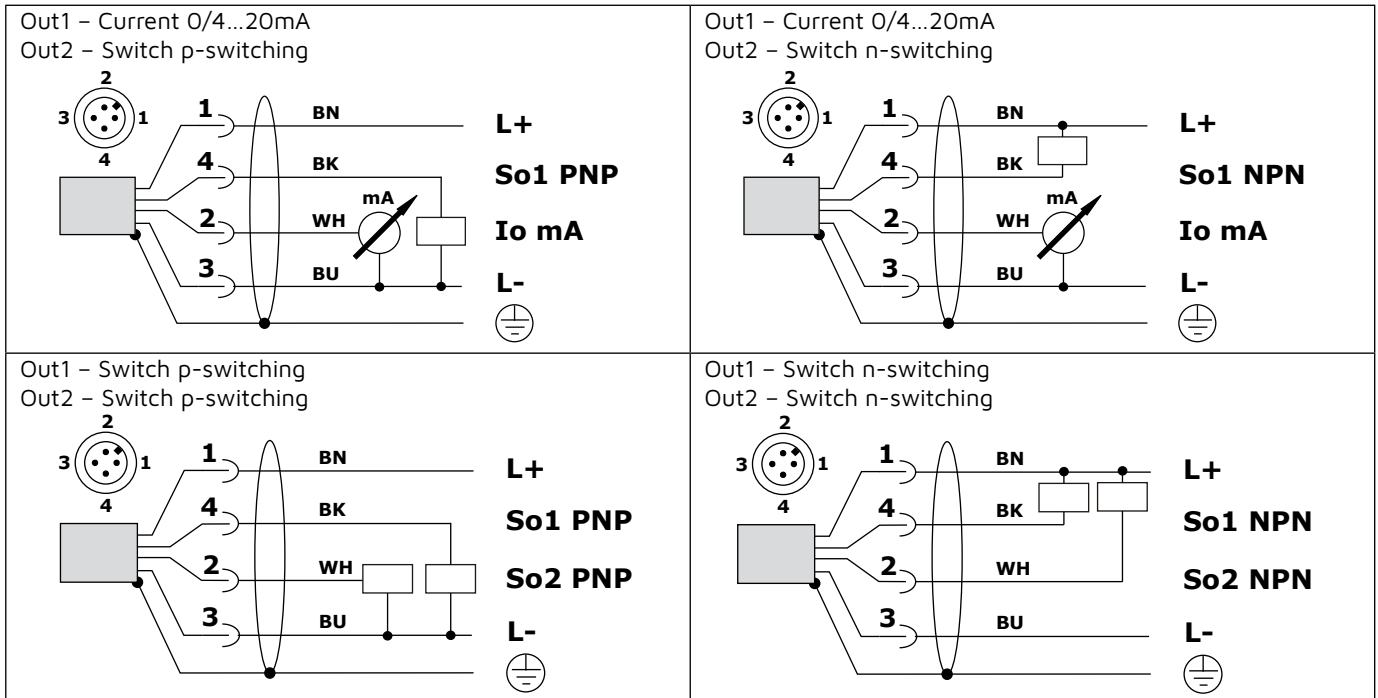 Out1 – Current 0/4...20mA
Out2 – Switch p-switching
2
3 1
4
1 BN L+
4 BK So1 PNP
mA
2 WH Io mA
3 BU L-
Out1 – Current 0/4...20mA
Out2 – Switch n-switching
2
3 1
4
1 BN L+
4 BK So1 NPN
mA
2 WH Io mA
3 BU L-
Out1 – Switch p-switching
Out2 – Switch p-switching
2
3 1
4
1 BN L+
4 BK So1 PNP
2 WH So2 PNP
3 BU L-
Out1 – Switch n-switching
Out2 – Switch n-switching
2
3 1
4
1 BN L+
4 BK So1 NPN
2 WH So2 NPN
3 BU L-